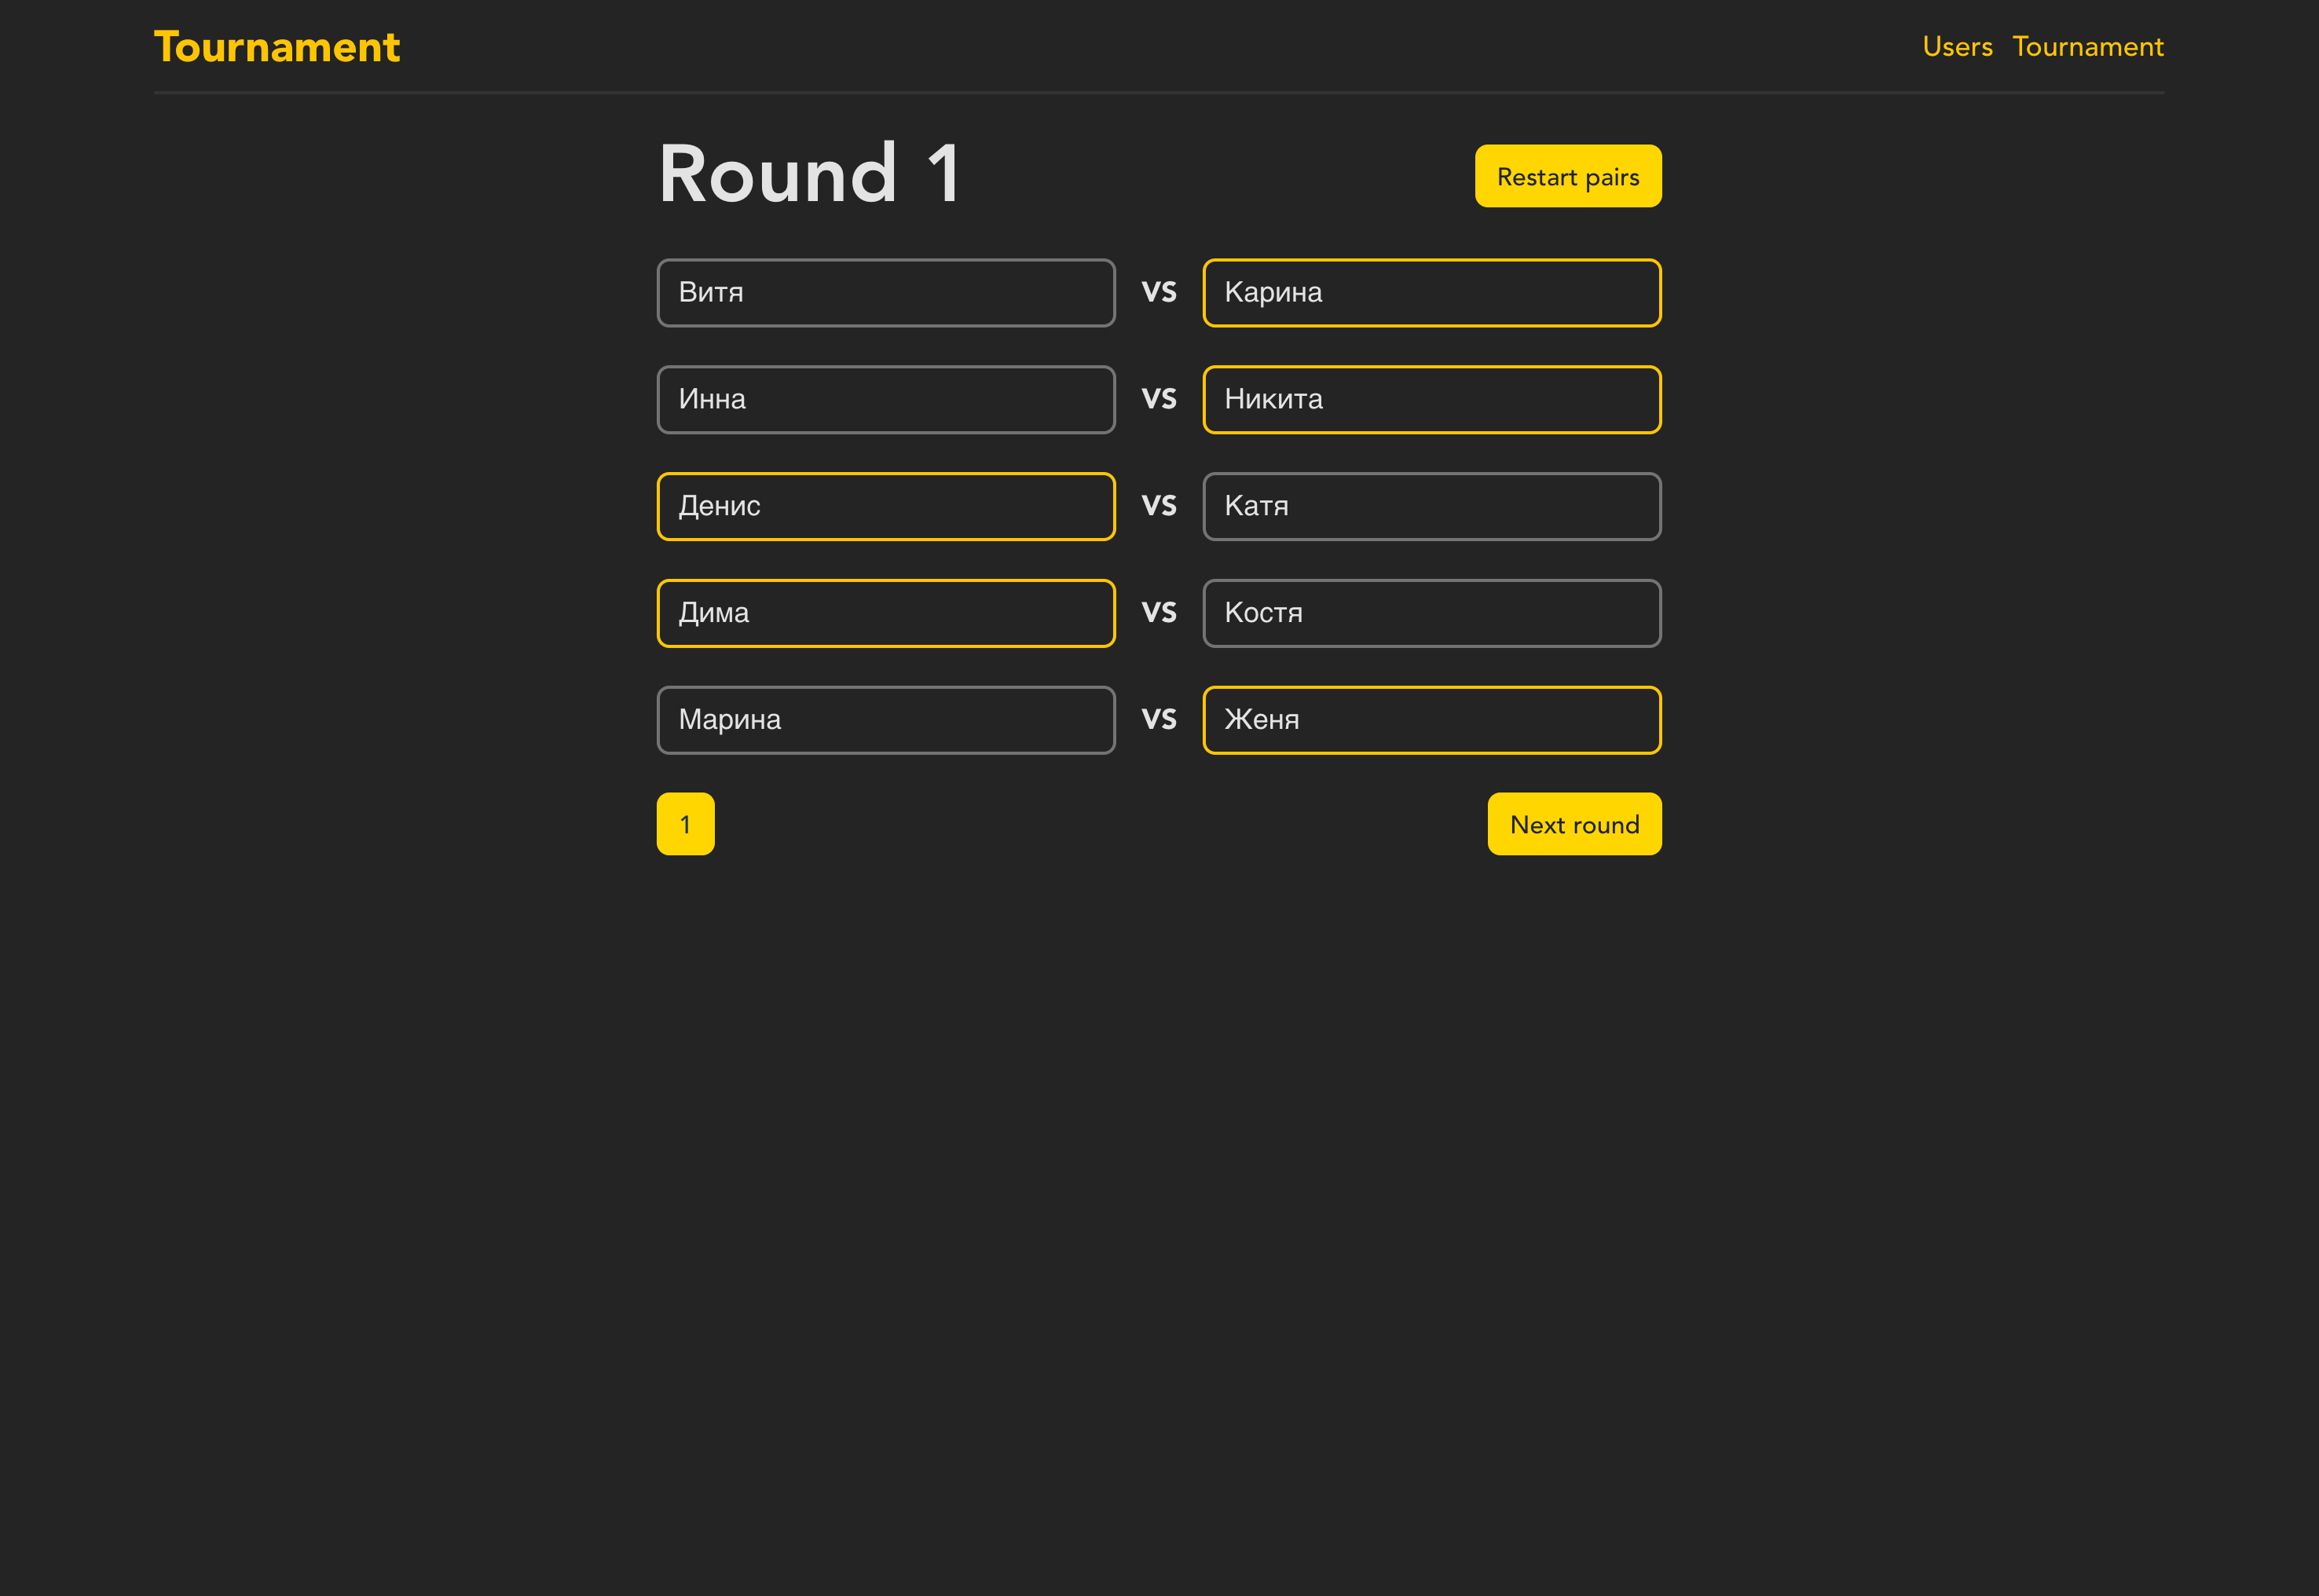 Tournament
Users Tournament
Round 1
Restart pairs
Витя vs Карина
Инна vs Никита
Денис vs Катя
Дима vs Костя
Марина vs Женя
1
Next round